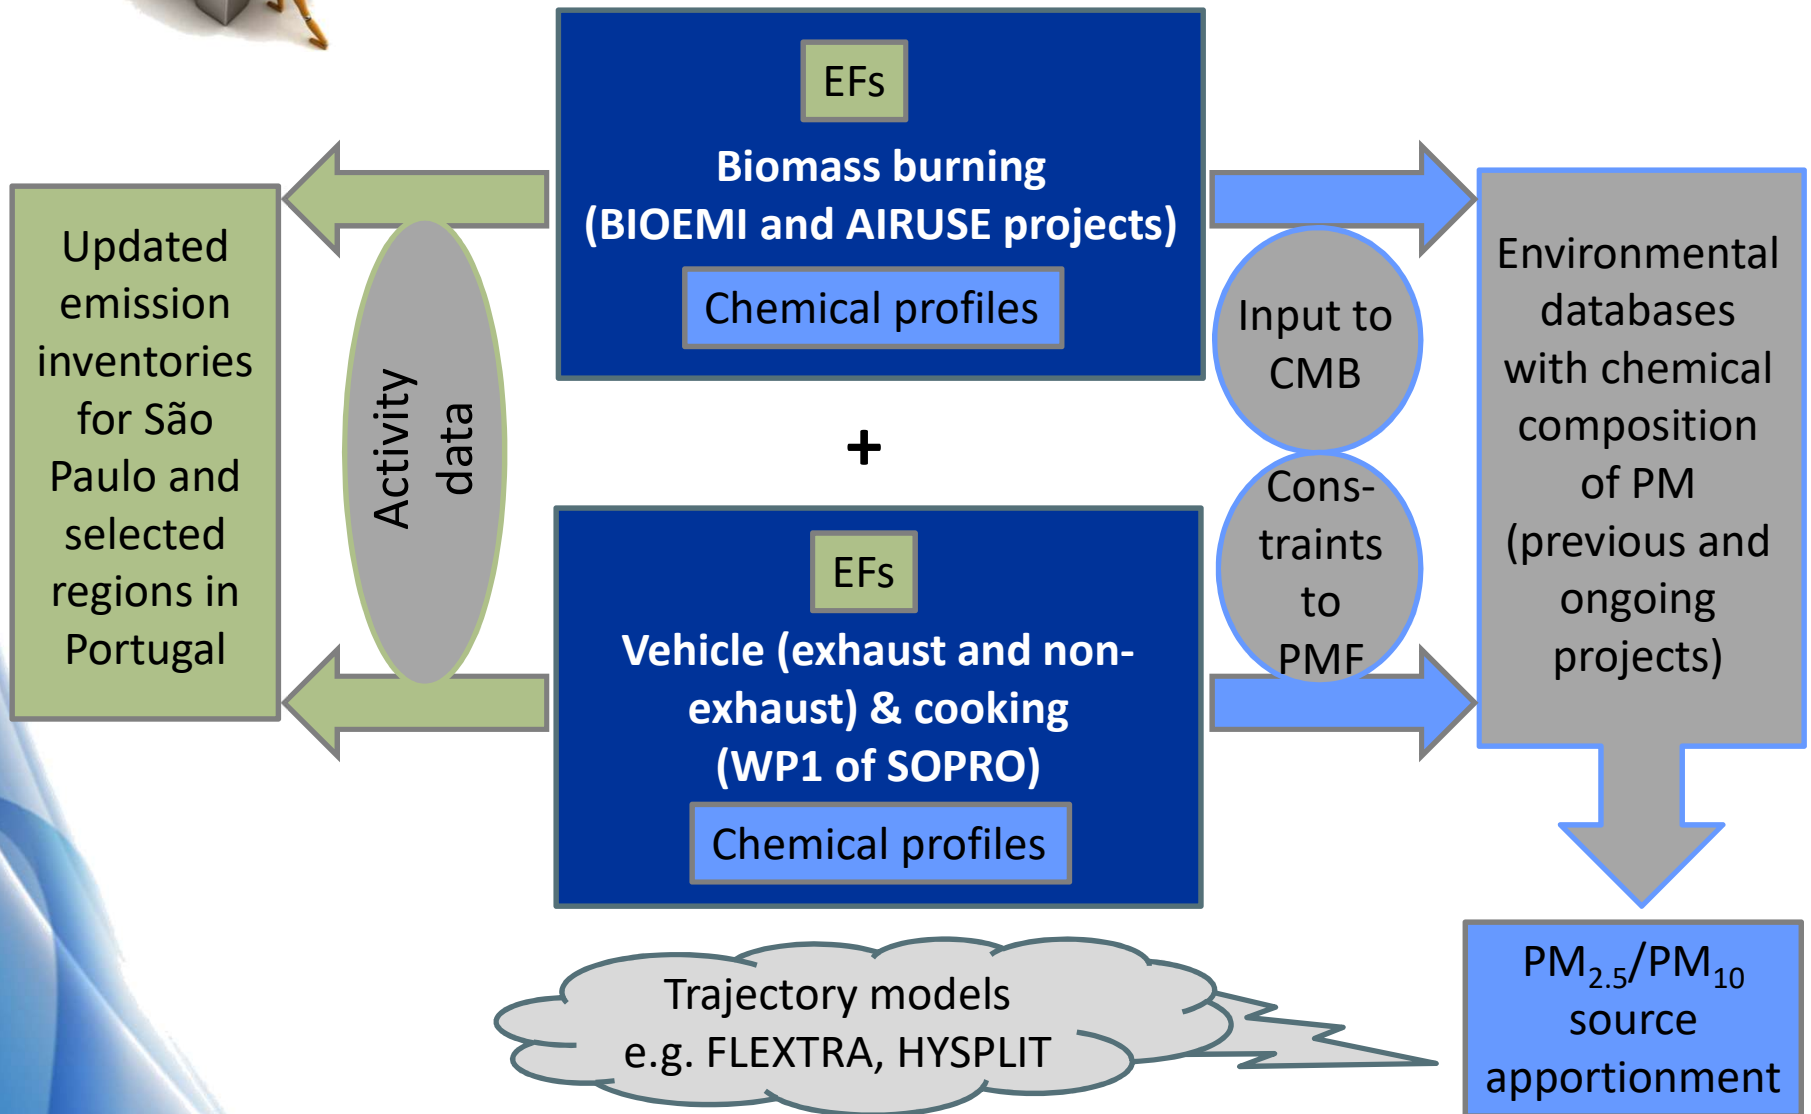 Updated
emission
inventories
for São
Paulo and
selected
regions in
Portugal
Activity
data
EFs
Biomass burning
(BIOEMI and AIRUSE projects)
Chemical profiles
+
EFs
Vehicle (exhaust and non-
exhaust) & cooking
(WP1 of SOPRO)
Chemical profiles
Input to
CMB
Cons-
traints
to
PMF
Environmental
databases
with chemical
composition
of PM
(previous and
ongoing
projects)
Trajectory models
e.g. FLEXTRA, HYSPLIT
PM2.5/PM10
source
apportionment